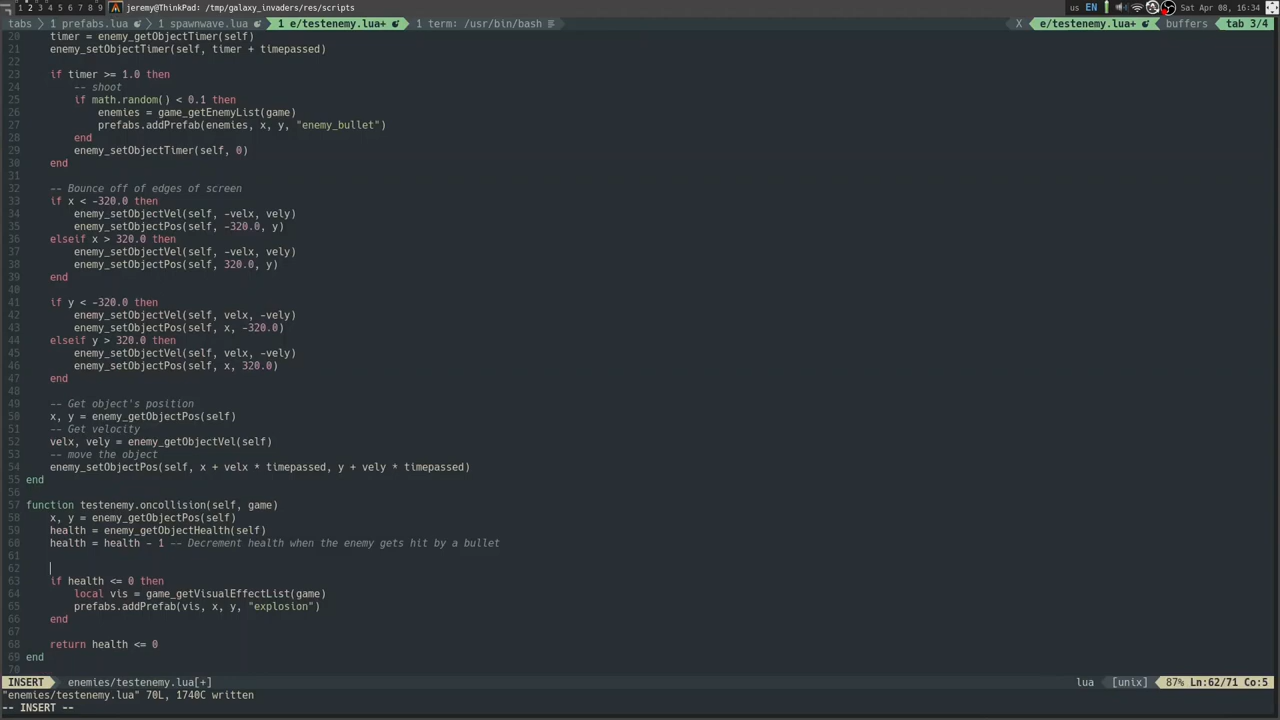 1 2 3 4 5 6 7 8 9 jeremy@ThinkPad: /tmp/galaxy_invaders/res/scripts us EN Sat Apr 08, 16:34
tabs 1 prefabs.lua 1 spawnwave.lua 1 e/testenemy.lua+ 1 term: /usr/bin/bash X e/testenemy.lua+ buffers tab 3/4
20 timer = enemy_getObjectTimer(self)
21 enemy_setObjectTimer(self, timer + timepassed)
22
23 if timer >= 1.0 then
24 -- shoot
25 if math.random() < 0.1 then
26 enemies = game_getEnemyList(game)
27 prefabs.addPrefab(enemies, x, y, "enemy_bullet")
28 end
29 enemy_setObjectTimer(self, 0)
30 end
31
32 -- Bounce off of edges of screen
33 if x < -320.0 then
34 enemy_setObjectVel(self, -velx, vely)
35 enemy_setObjectPos(self, -320.0, y)
36 elseif x > 320.0 then
37 enemy_setObjectVel(self, -velx, vely)
38 enemy_setObjectPos(self, 320.0, y)
39 end
40
41 if y < -320.0 then
42 enemy_setObjectVel(self, velx, -vely)
43 enemy_setObjectPos(self, x, -320.0)
44 elseif y > 320.0 then
45 enemy_setObjectVel(self, velx, -vely)
46 enemy_setObjectPos(self, x, 320.0)
47 end
48
49 -- Get object's position
50 x, y = enemy_getObjectPos(self)
51 -- Get velocity
52 velx, vely = enemy_getObjectVel(self)
53 -- move the object
54 enemy_setObjectPos(self, x + velx * timepassed, y + vely * timepassed)
55 end
56
57 function testenemy.oncollision(self, game)
58 x, y = enemy_getObjectPos(self)
59 health = enemy_getObjectHealth(self)
60 health = health - 1 -- Decrement health when the enemy gets hit by a bullet
61
62
63 if health <= 0 then
64 local vis = game_getVisualEffectList(game)
65 prefabs.addPrefab(vis, x, y, "explosion")
66 end
67
68 return health <= 0
69 end
70
INSERT enemies/testenemy.lua[+] lua [unix] 87% Ln:62/71 Co:5
"enemies/testenemy.lua" 70L, 1740C written
-- INSERT --